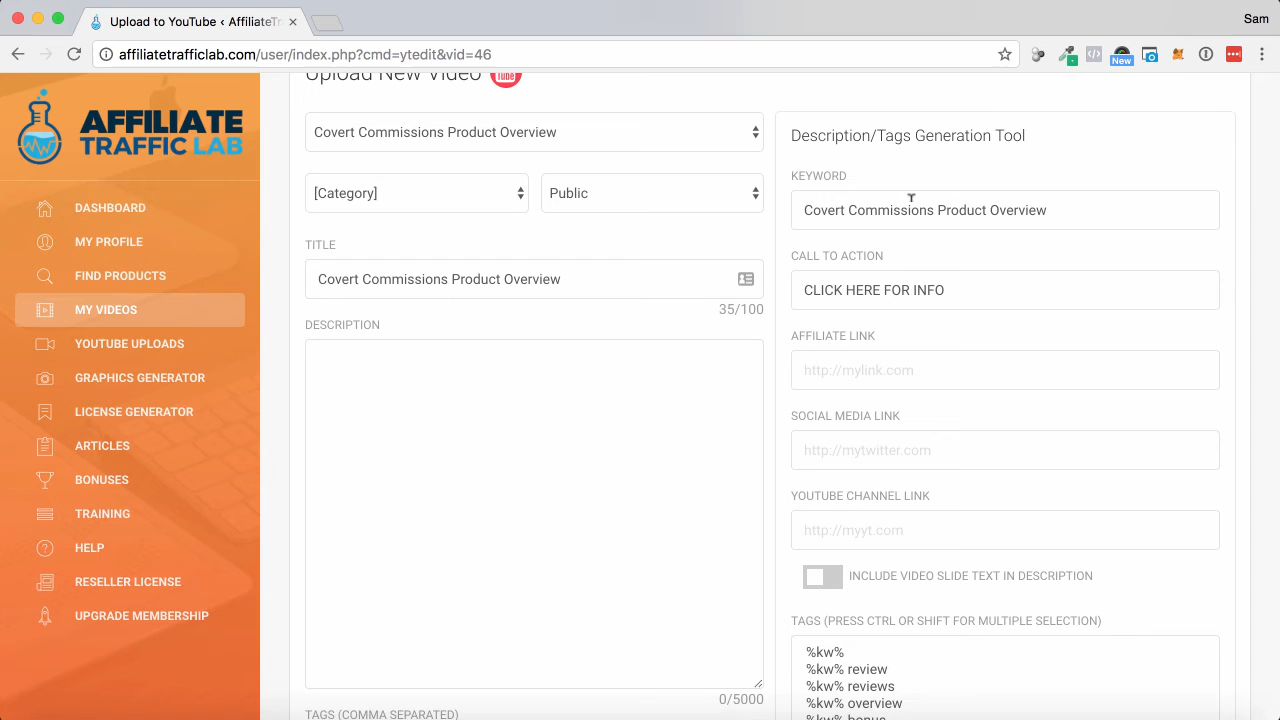 Upload to YouTube ‹ AffiliateTr
Sam
affiliatetrafficlab.com/user/index.php?cmd=ytedit&vid=46
New
AFFILIATE
TRAFFIC LAB
DASHBOARD
MY PROFILE
FIND PRODUCTS
MY VIDEOS
YOUTUBE UPLOADS
GRAPHICS GENERATOR
LICENSE GENERATOR
ARTICLES
BONUSES
TRAINING
HELP
RESELLER LICENSE
UPGRADE MEMBERSHIP
Upload New Video
Tube
Covert Commissions Product Overview
[Category]
Public
TITLE
Covert Commissions Product Overview
35/100
DESCRIPTION
0/5000
TAGS (COMMA SEPARATED)
Description/Tags Generation Tool
KEYWORD
Covert Commissions Product Overview
CALL TO ACTION
CLICK HERE FOR INFO
AFFILIATE LINK
http://mylink.com
SOCIAL MEDIA LINK
http://mytwitter.com
YOUTUBE CHANNEL LINK
http://myyt.com
INCLUDE VIDEO SLIDE TEXT IN DESCRIPTION
TAGS (PRESS CTRL OR SHIFT FOR MULTIPLE SELECTION)
%kw%
%kw% review
%kw% reviews
%kw% overview
%kw% bonus